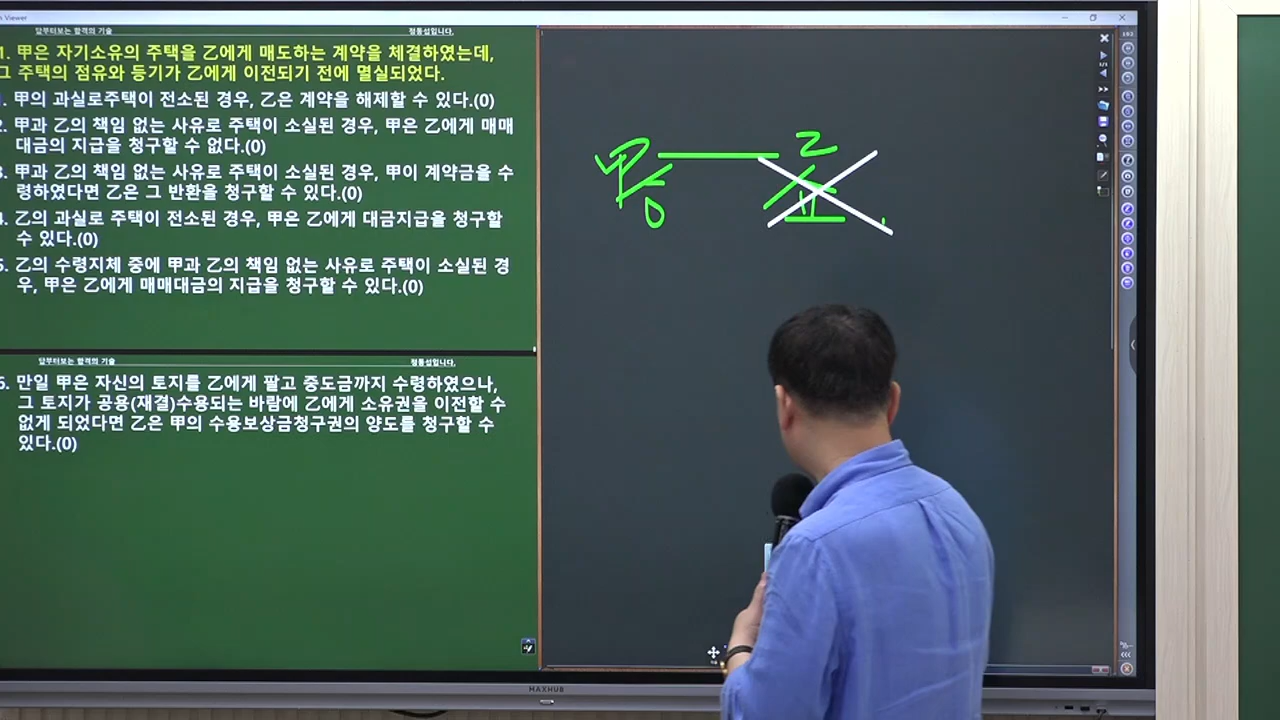 Viewer
답부터보는 합격의 기술 정동섭입니다.
1. 甲은 자기소유의 주택을 乙에게 매도하는 계약을 체결하였는데,
그 주택의 점유와 등기가 乙에게 이전되기 전에 멸실되었다.
1. 甲의 과실로주택이 전소된 경우, 乙은 계약을 해제할 수 있다.(0)
2. 甲과 乙의 책임 없는 사유로 주택이 소실된 경우, 甲은 乙에게 매매
대금의 지급을 청구할 수 없다.(0)
3. 甲과 乙의 책임 없는 사유로 주택이 소실된 경우, 甲이 계약금을 수
령하였다면 乙은 그 반환을 청구할 수 있다.(0)
4. 乙의 과실로 주택이 전소된 경우, 甲은 乙에게 대금지급을 청구할
수 있다.(0)
5. 乙의 수령지체 중에 甲과 乙의 책임 없는 사유로 주택이 소실된 경
우, 甲은 乙에게 매매대금의 지급을 청구할 수 있다.(0)
답부터보는 합격의 기술 정동섭입니다.
6. 만일 甲은 자신의 토지를 乙에게 팔고 중도금까지 수령하였으나,
그 토지가 공용(재결)수용되는 바람에 乙에게 소유권을 이전할 수
없게 되었다면 乙은 甲의 수용보상금청구권의 양도를 청구할 수
있다.(0)
甲 乙
MAXHUB